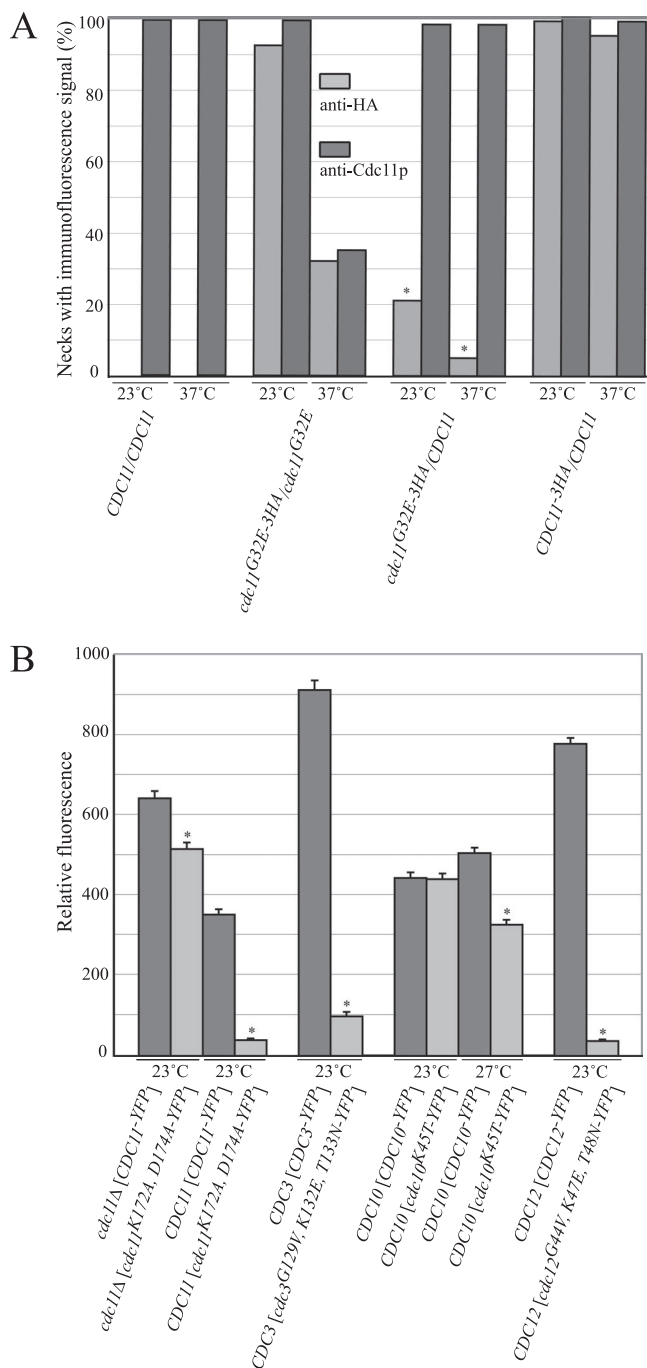 A
Necks with immunofluorescence signal (%)
100
80
60
40
20
0
anti-HA
anti-Cdc11p
*
*
23˚C 37˚C 23˚C 37˚C 23˚C 37˚C 23˚C 37˚C
CDC11/CDC11
cdc11G32E-3HA/cdc11G32E
cdc11G32E-3HA/CDC11
CDC11-3HA/CDC11
B
Relative fluorescence
1000
800
600
400
200
0
*
*
*
*
*
23˚C 23˚C 23˚C 23˚C 27˚C 23˚C
cdc11Δ [CDC11-YFP]
cdc11Δ [cdc11K172A, D174A-YFP]
CDC11 [CDC11-YFP]
CDC11 [cdc11K172A, D174A-YFP]
CDC3 [CDC3-YFP]
CDC3 [cdc3G129V, K132E, T133N-YFP]
CDC10 [CDC10-YFP]
CDC10 [cdc10K45T-YFP]
CDC10 [CDC10-YFP]
CDC10 [cdc10K45T-YFP]
CDC12 [CDC12-YFP]
CDC12 [cdc12G44V, K47E, T48N-YFP]